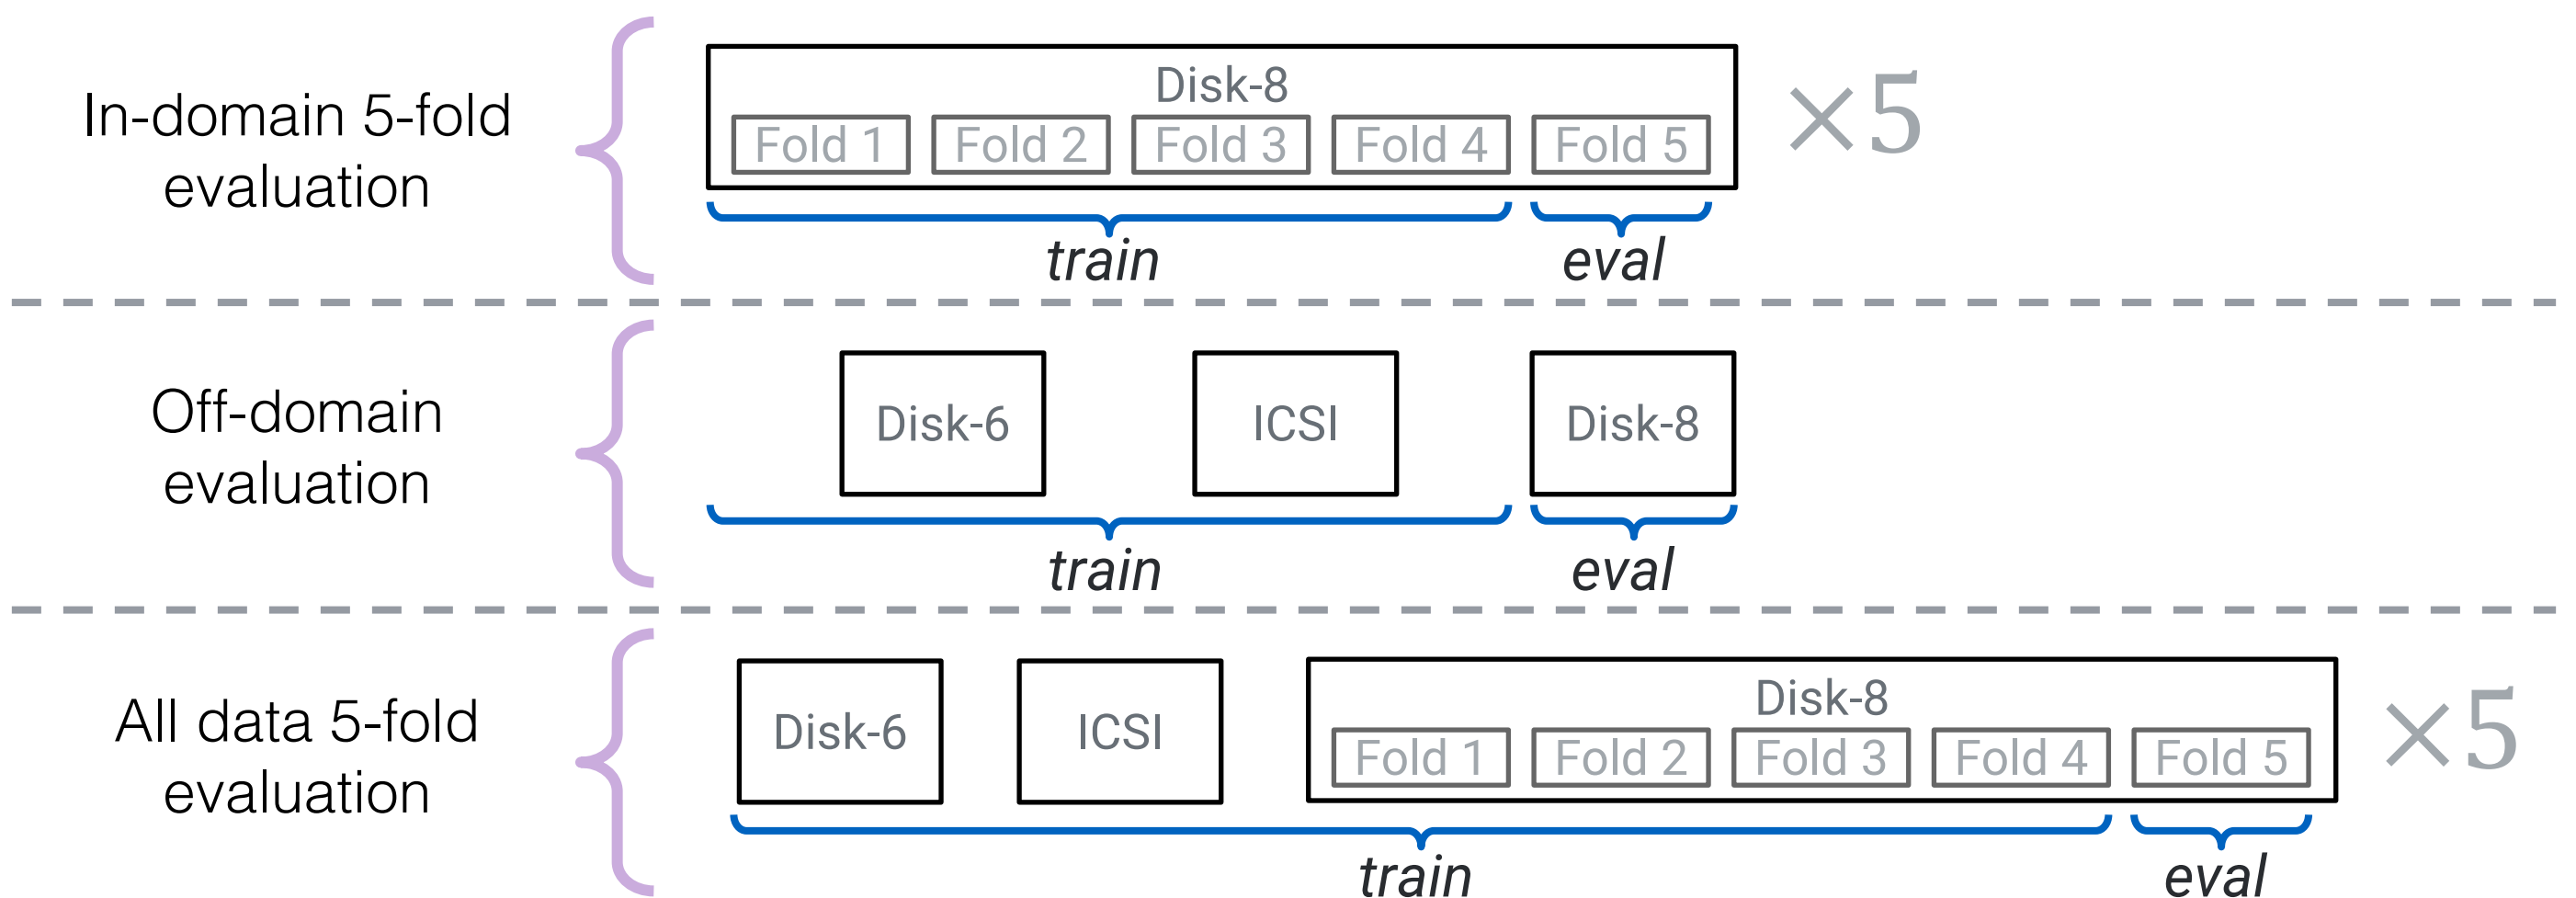 In-domain 5-fold
evaluation
Disk-8
Fold 1 Fold 2 Fold 3 Fold 4 Fold 5
×5
train eval
Off-domain
evaluation
Disk-6 ICSI Disk-8
train eval
All data 5-fold
evaluation
Disk-6 ICSI
Disk-8
Fold 1 Fold 2 Fold 3 Fold 4 Fold 5
×5
train eval